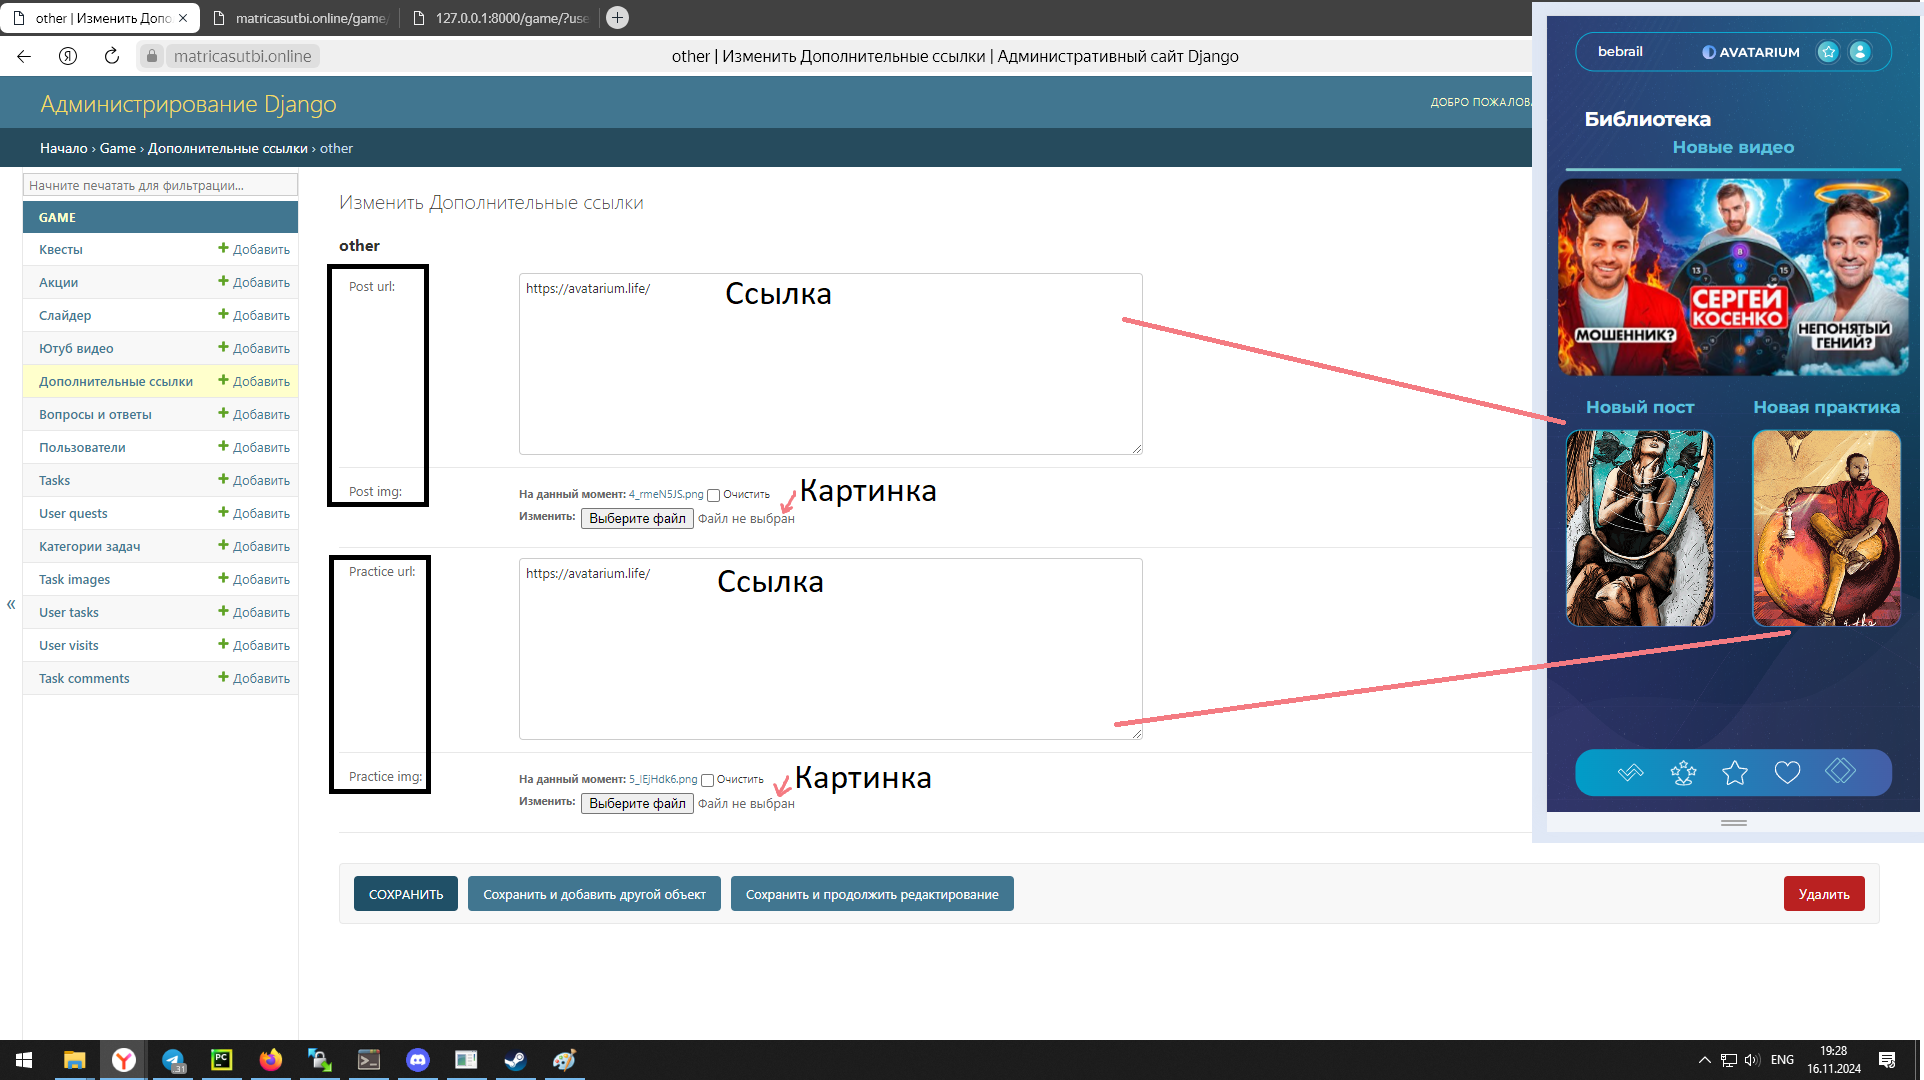 other | Изменить Допо
matricasutbi.online/game/
127.0.0.1:8000/game/?use
matricasutbi.online
other | Изменить Дополнительные ссылки | Административный сайт Django
Администрирование Django
ДОБРО ПОЖАЛОВА
Начало › Game › Дополнительные ссылки › other
Начните печатать для фильтрации...
GAME
Квесты Добавить
Акции Добавить
Слайдер Добавить
Ютуб видео Добавить
Дополнительные ссылки Добавить
Вопросы и ответы Добавить
Пользователи Добавить
Tasks Добавить
User quests Добавить
Категории задач Добавить
Task images Добавить
User tasks Добавить
User visits Добавить
Task comments Добавить
«
Изменить Дополнительные ссылки
other
Post url:
https://avatarium.life/
Ссылка
Post img:
На данный момент: 4_rmeN5JS.png Очистить
Картинка
Изменить: Выберите файл Файл не выбран
Practice url:
https://avatarium.life/
Ссылка
Practice img:
На данный момент: 5_lEjHdk6.png Очистить
Картинка
Изменить: Выберите файл Файл не выбран
СОХРАНИТЬ
Сохранить и добавить другой объект
Сохранить и продолжить редактирование
Удалить
bebrail
AVATARIUM
Библиотека
Новые видео
8
13
15
СЕРГЕЙ
КОСЕНКО
МОШЕННИК?
НЕПОНЯТЫЙ
ГЕНИЙ?
Новый пост
Новая практика
31
PC
ENG
19:28
16.11.2024